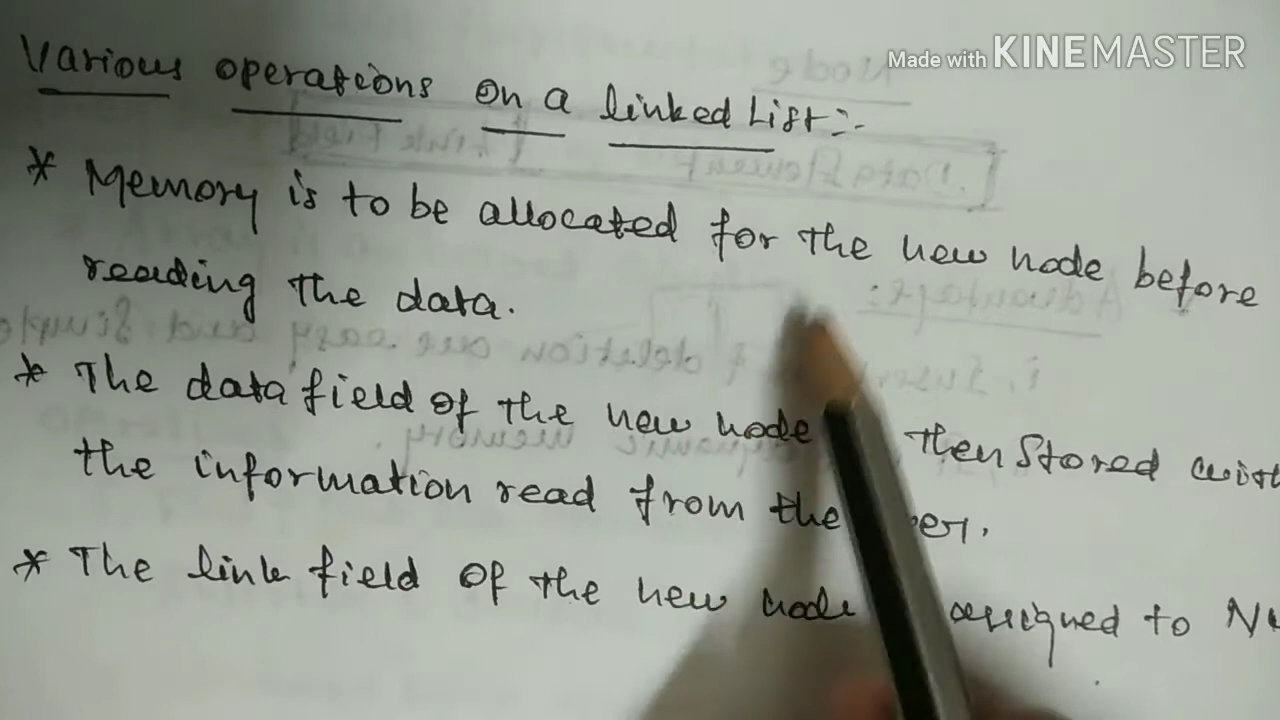 Made with KINEMASTER
Various operations on a linked List:-
* Memory is to be allocated for the new node before
reading the data.
* The data field of the new node then stored with
the information read from the
* The link field of the new node assigned to